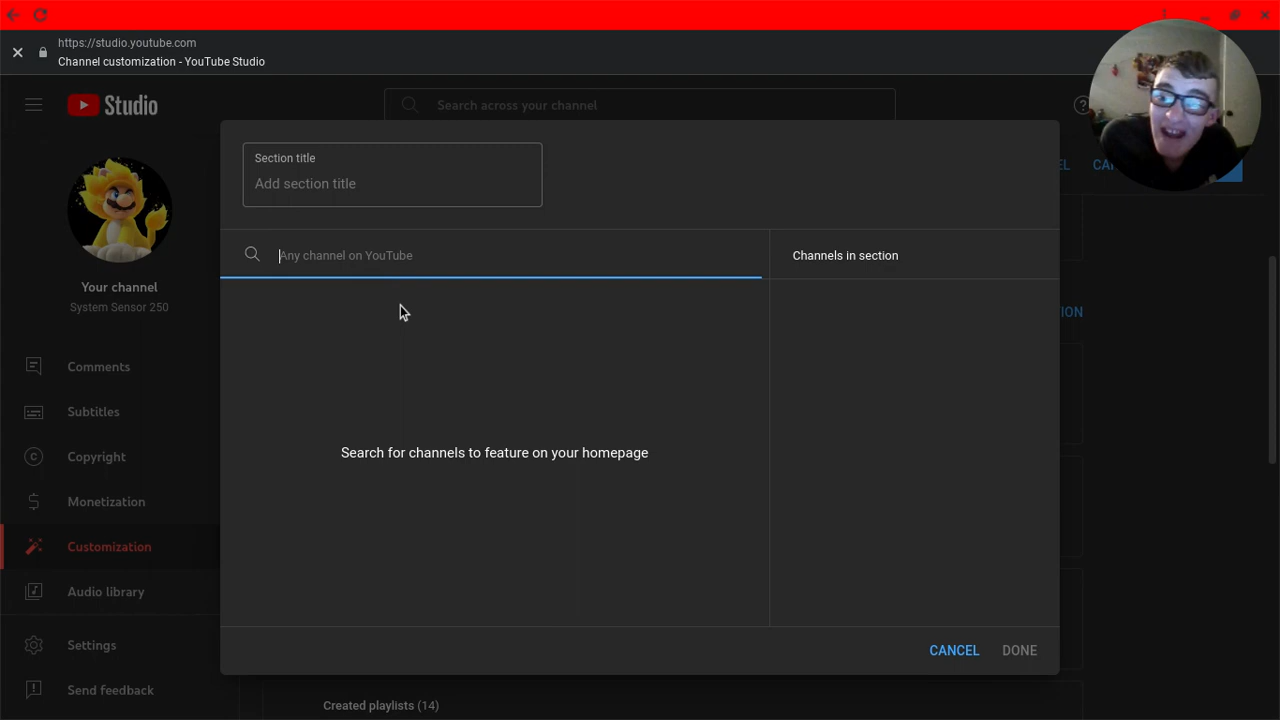 https://studio.youtube.com
Channel customization - YouTube Studio
Studio
Search across your channel
Section title
Add section title
Any channel on YouTube
Channels in section
Your channel
System Sensor 250
Comments
Subtitles
Copyright
Monetization
Customization
Audio library
Settings
Send feedback
Search for channels to feature on your homepage
CANCEL
DONE
Created playlists (14)